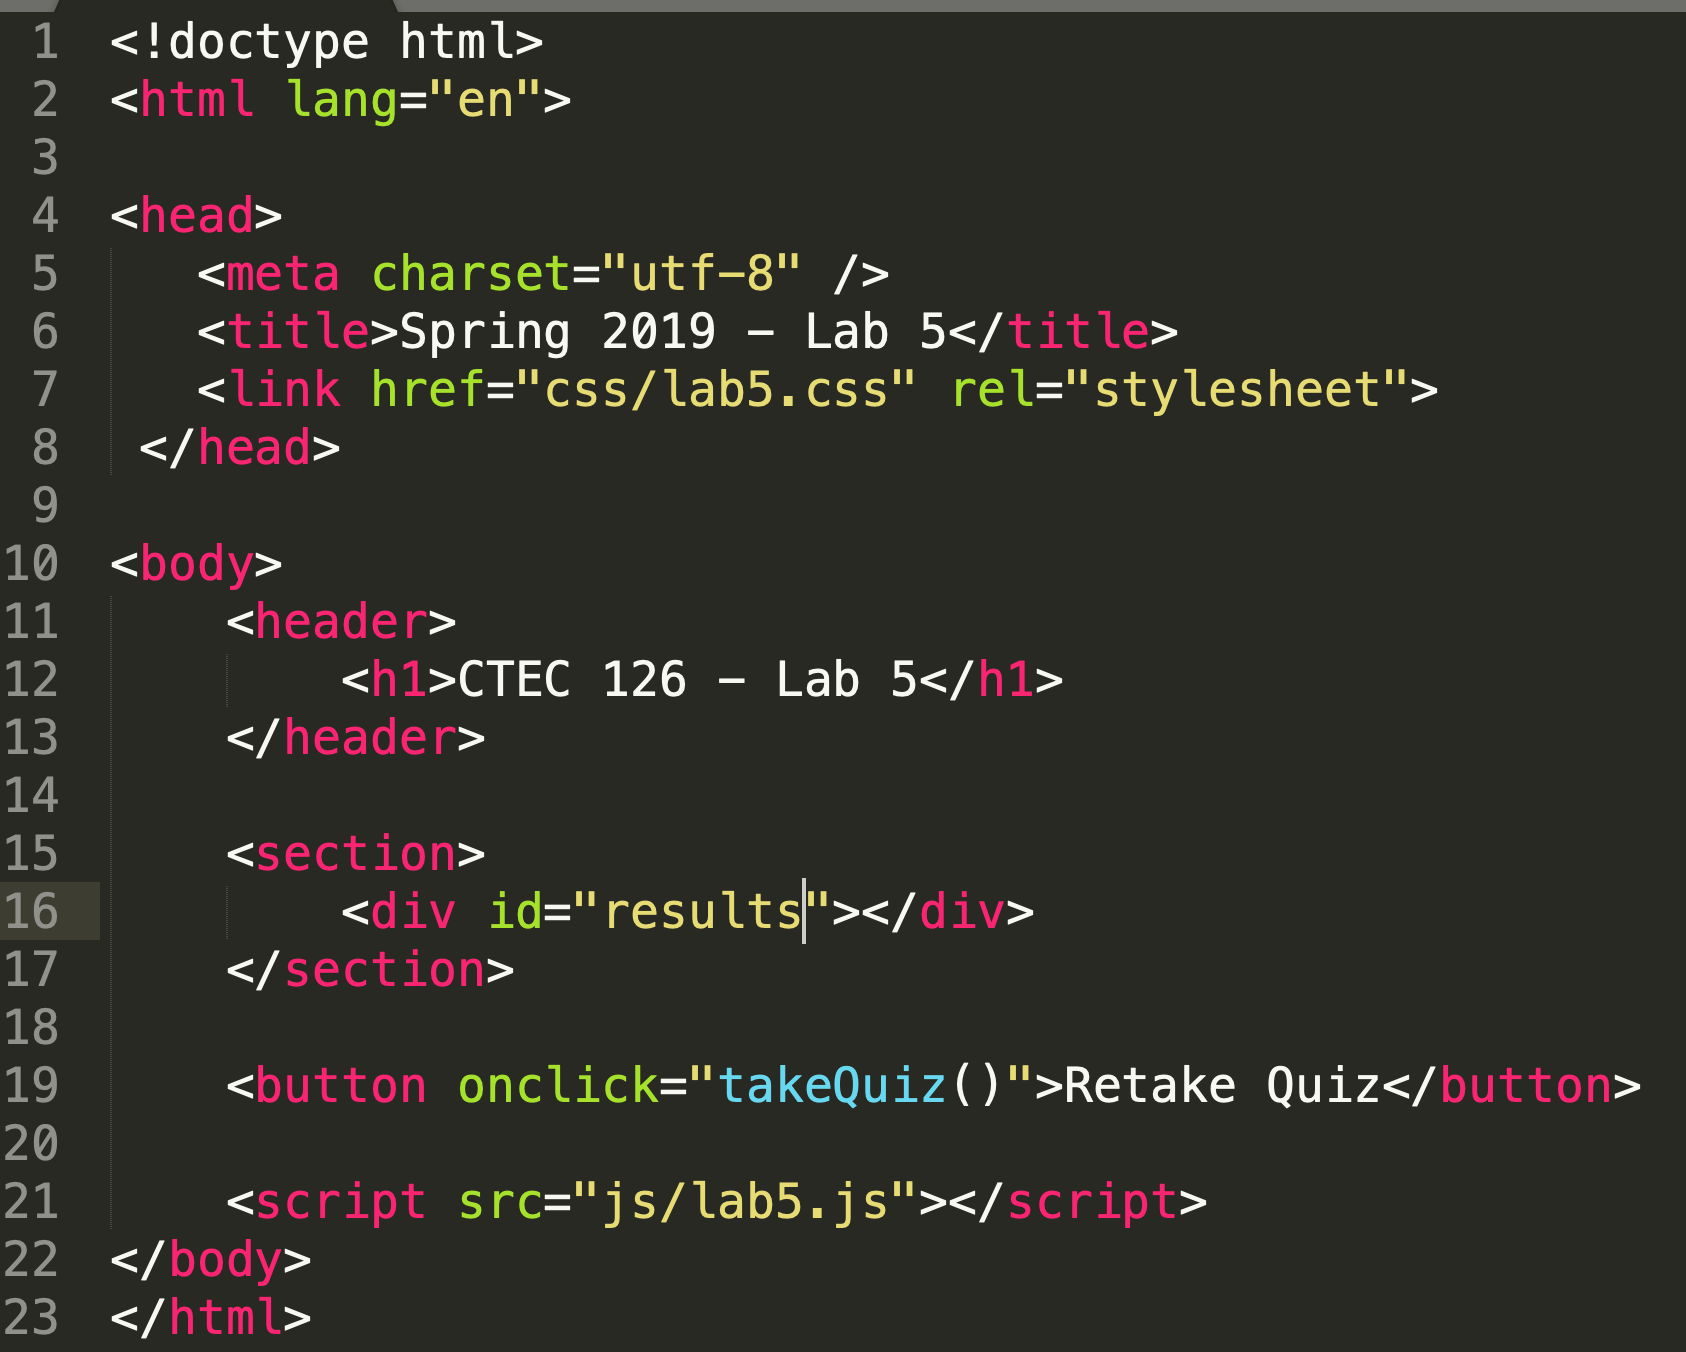 1 <!doctype html>
2 <html lang="en">
3
4 <head>
5    <meta charset="utf-8" />
6    <title>Spring 2019 - Lab 5</title>
7    <link href="css/lab5.css" rel="stylesheet">
8  </head>
9
10 <body>
11     <header>
12         <h1>CTEC 126 - Lab 5</h1>
13     </header>
14
15     <section>
16         <div id="results"></div>
17     </section>
18
19     <button onclick="takeQuiz()">Retake Quiz</button>
20
21     <script src="js/lab5.js"></script>
22 </body>
23 </html>